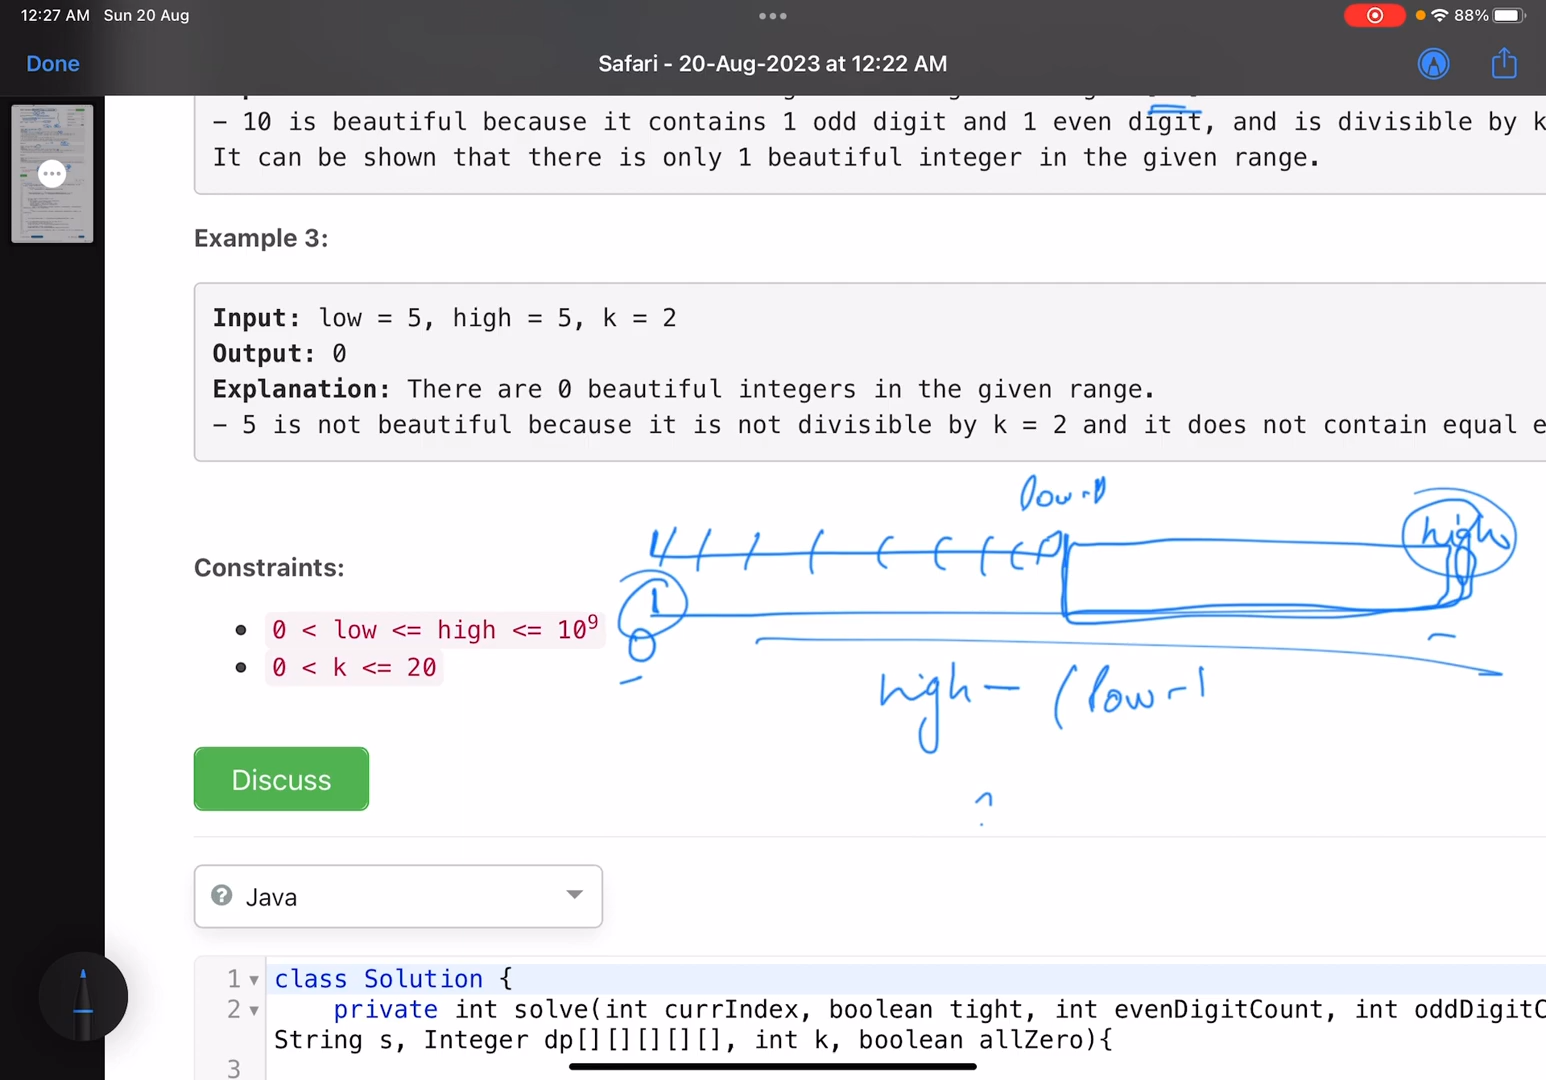 12:27 AM Sun 20 Aug
88%
Done
Safari - 20-Aug-2023 at 12:22 AM
- 10 is beautiful because it contains 1 odd digit and 1 even digit, and is divisible by k
It can be shown that there is only 1 beautiful integer in the given range.
Example 3:
Input: low = 5, high = 5, k = 2
Output: 0
Explanation: There are 0 beautiful integers in the given range.
- 5 is not beautiful because it is not divisible by k = 2 and it does not contain equal e
low-1
high
1
0
Constraints:
0 < low <= high <= 10⁹
0 < k <= 20
high - (low-1
?
Discuss
Java
1 class Solution {
2 private int solve(int currIndex, boolean tight, int evenDigitCount, int oddDigitC
String s, Integer dp[][][][][], int k, boolean allZero){
3